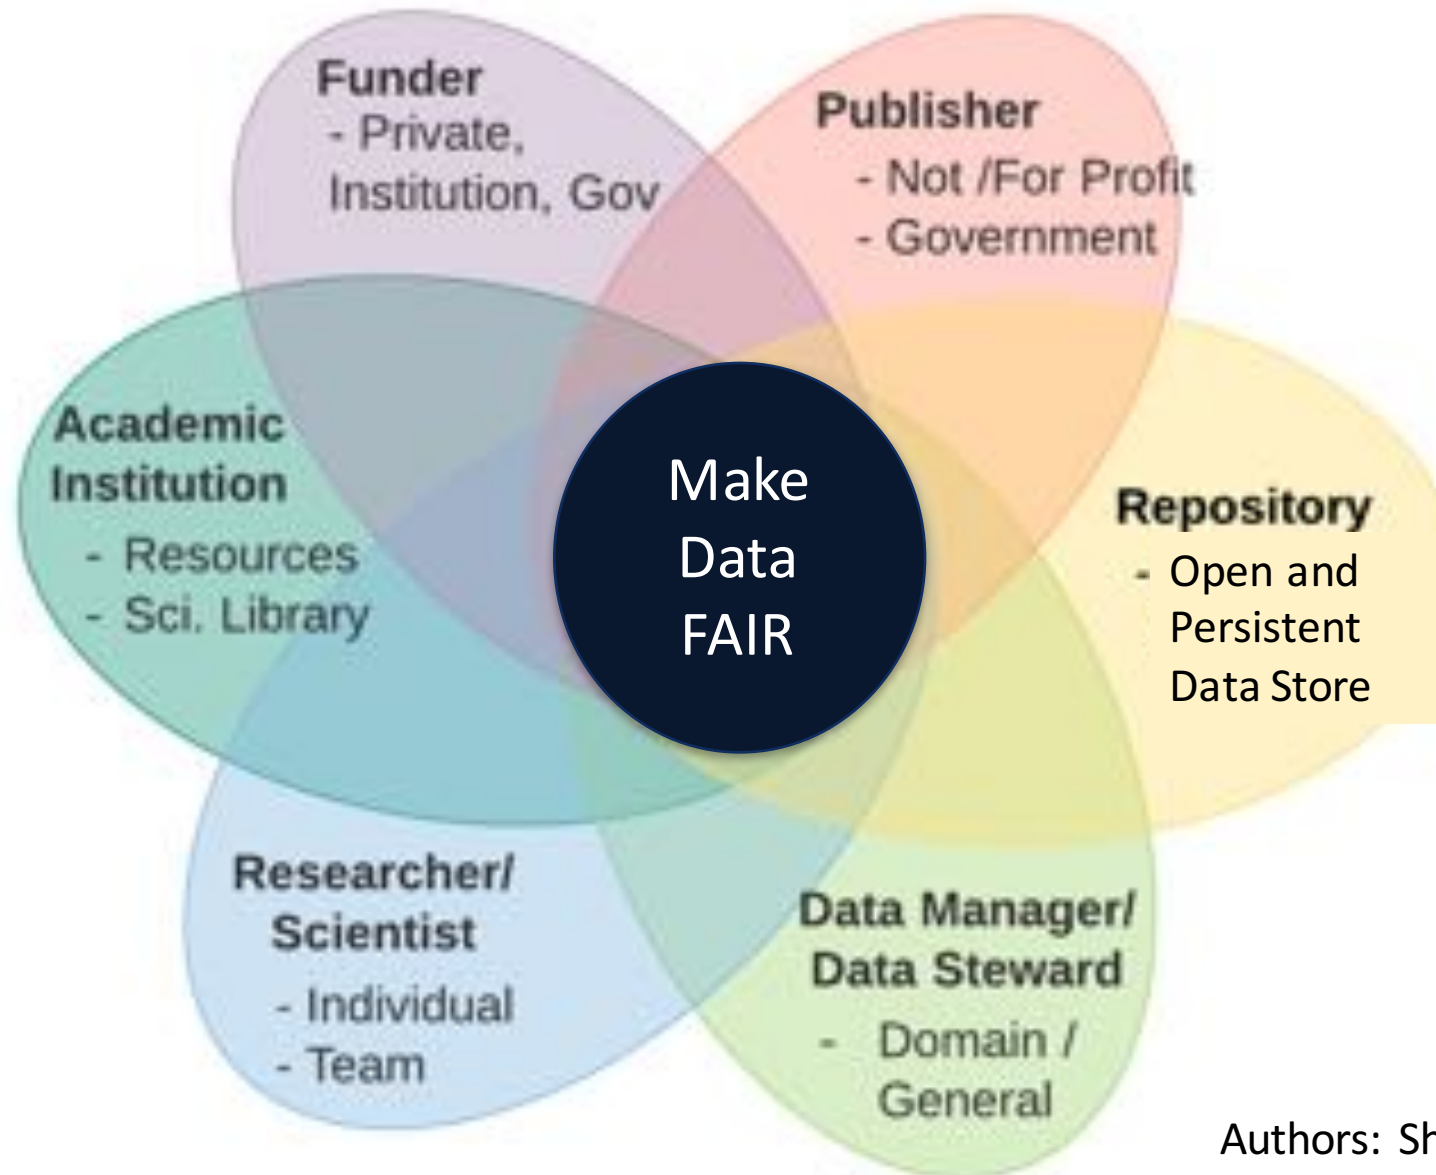 Funder
- Private,
Institution, Gov
Publisher
- Not /For Profit
- Government
Academic
Institution
- Resources
- Sci. Library
Make
Data
FAIR
Repository
- Open and
Persistent
Data Store
Researcher/
Scientist
- Individual
- Team
Data Manager/
Data Steward
- Domain /
General
Authors: Sh